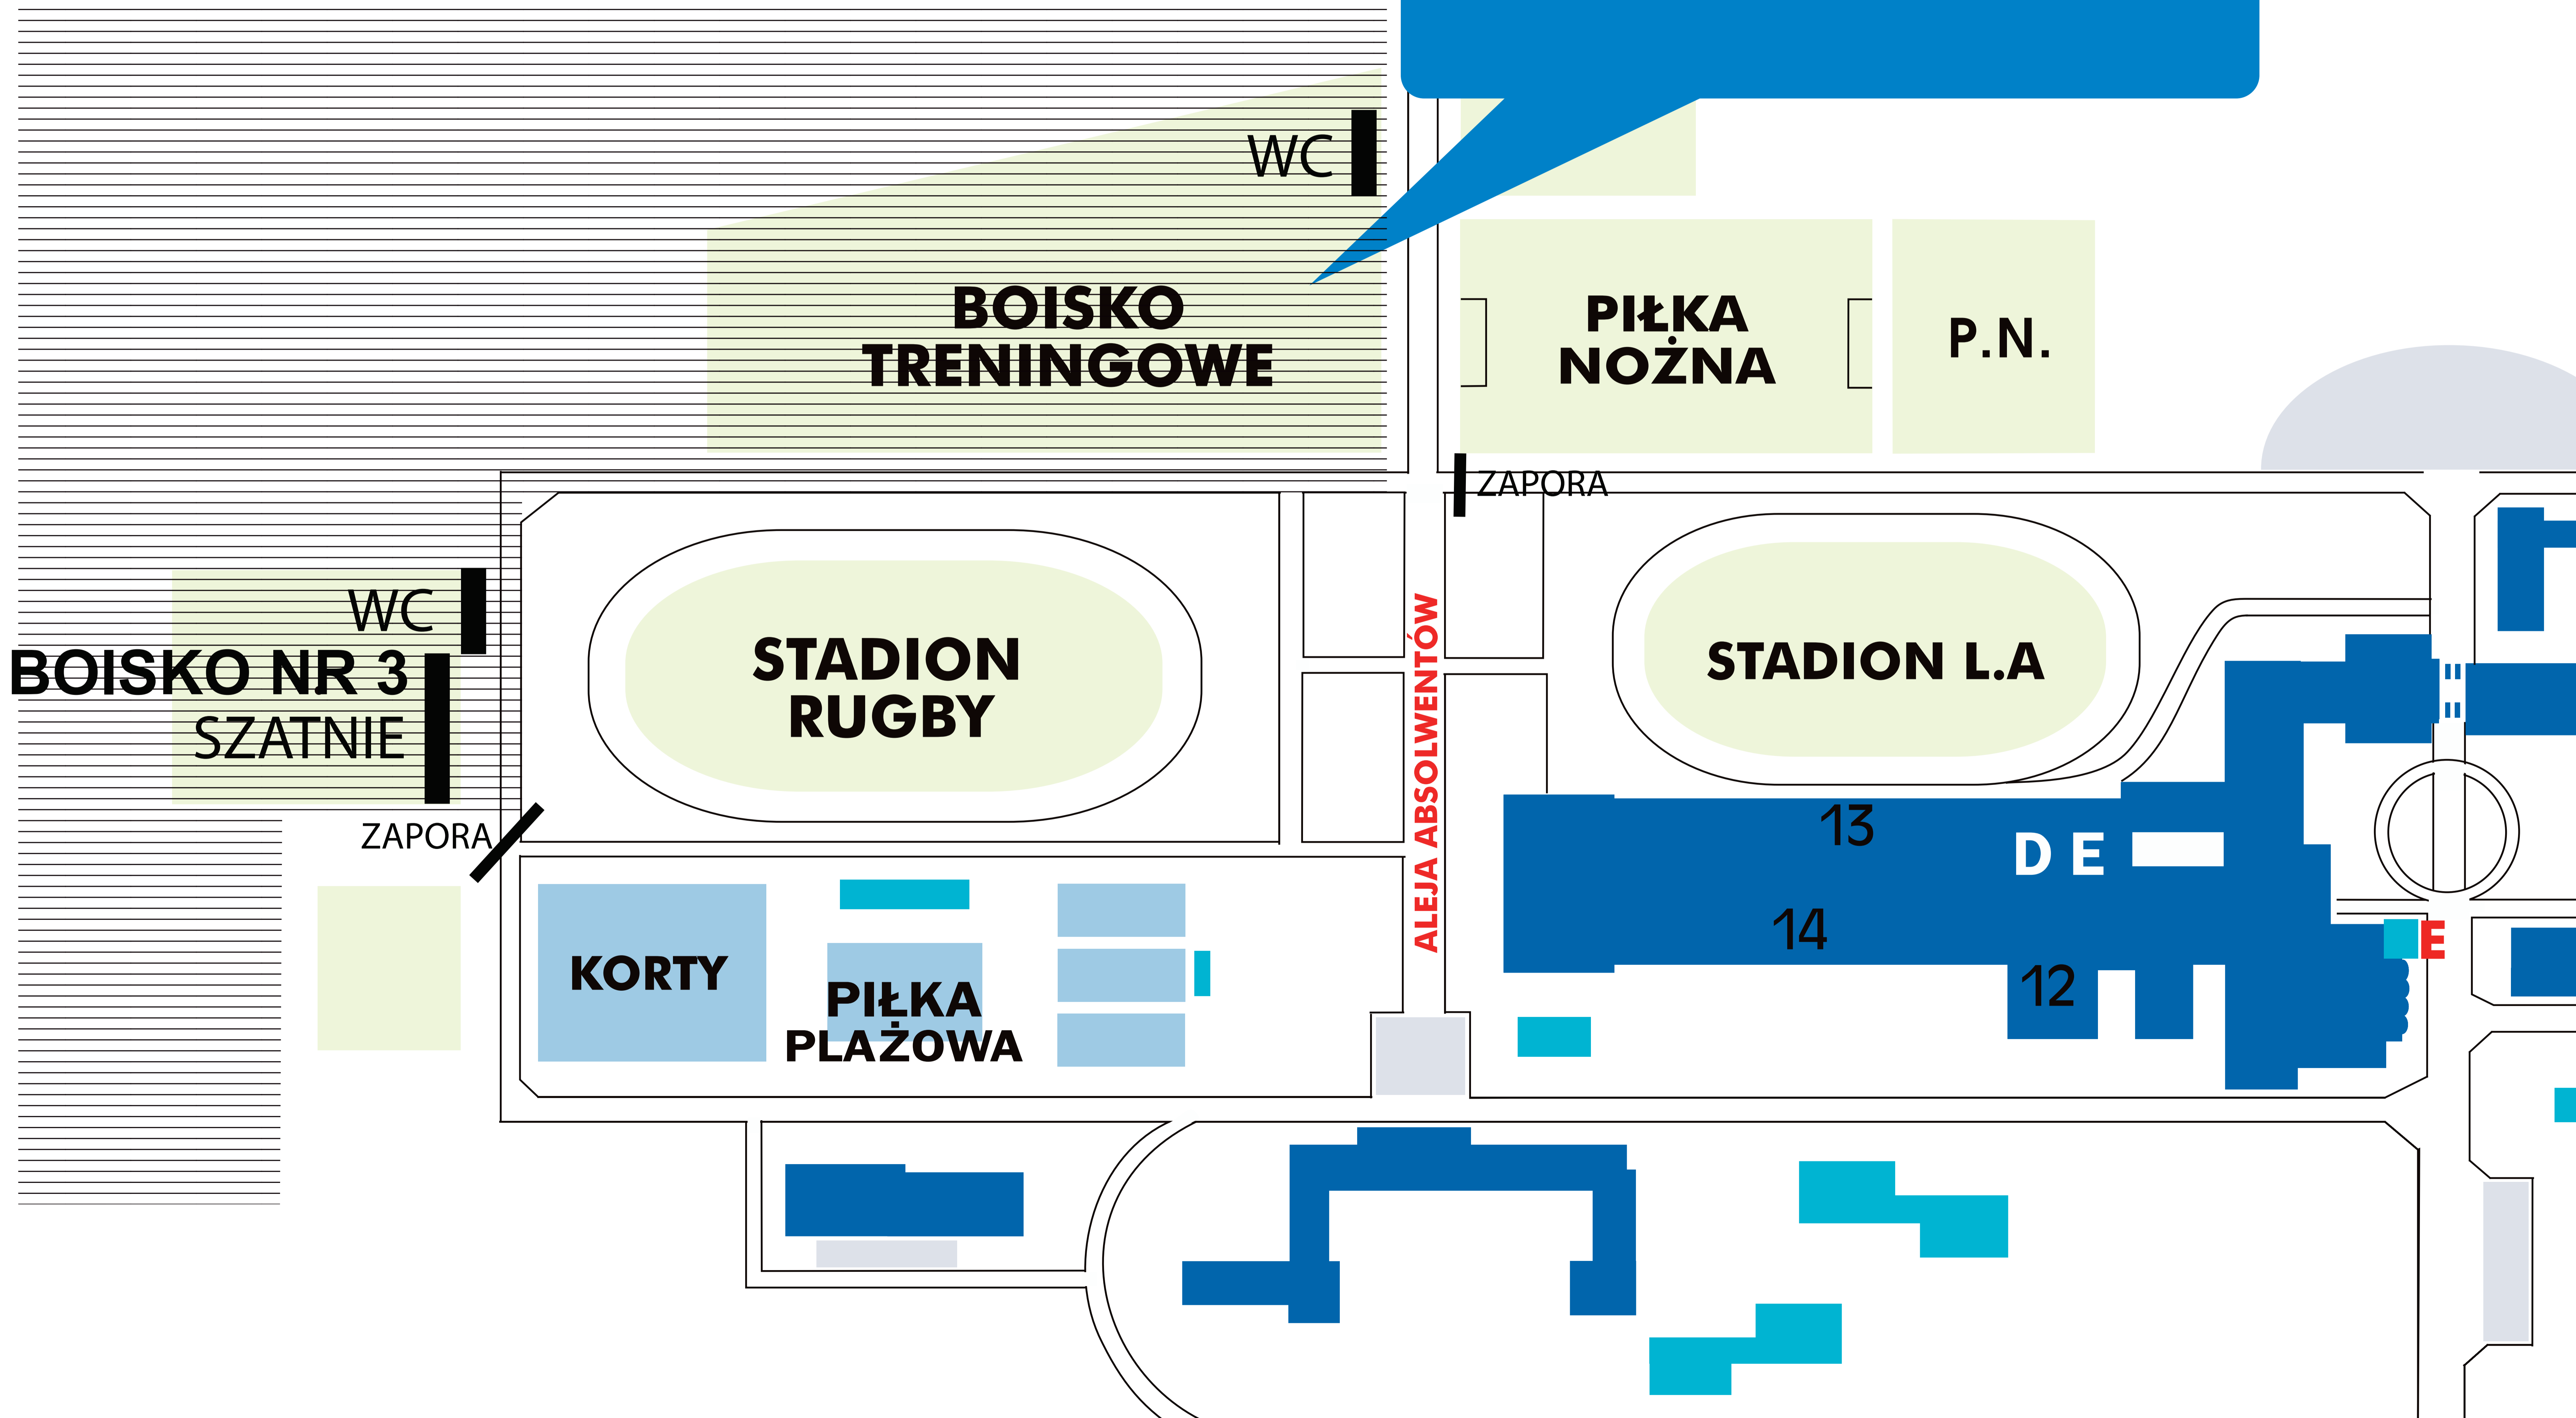 WC
BOISKO
TRENINGOWE
PIŁKA
NOŻNA
P.N.
ZAPORA
WC
BOISKO NR 3
SZATNIE
ZAPORA
STADION
RUGBY
ALEJA ABSOLWENTÓW
STADION L.A
13
D E
14
12
E
KORTY
PIŁKA
PLAŻOWA